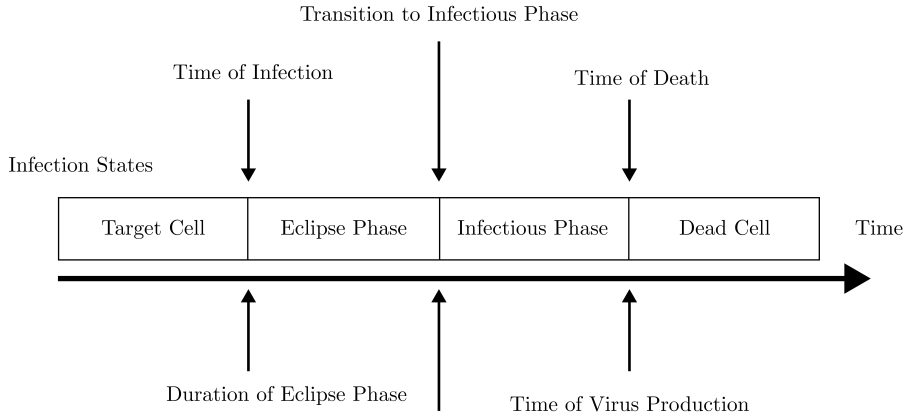 Transition to Infectious Phase
Time of Infection
Time of Death
Infection States
Target Cell
Eclipse Phase
Infectious Phase
Dead Cell
Time
Duration of Eclipse Phase
Time of Virus Production